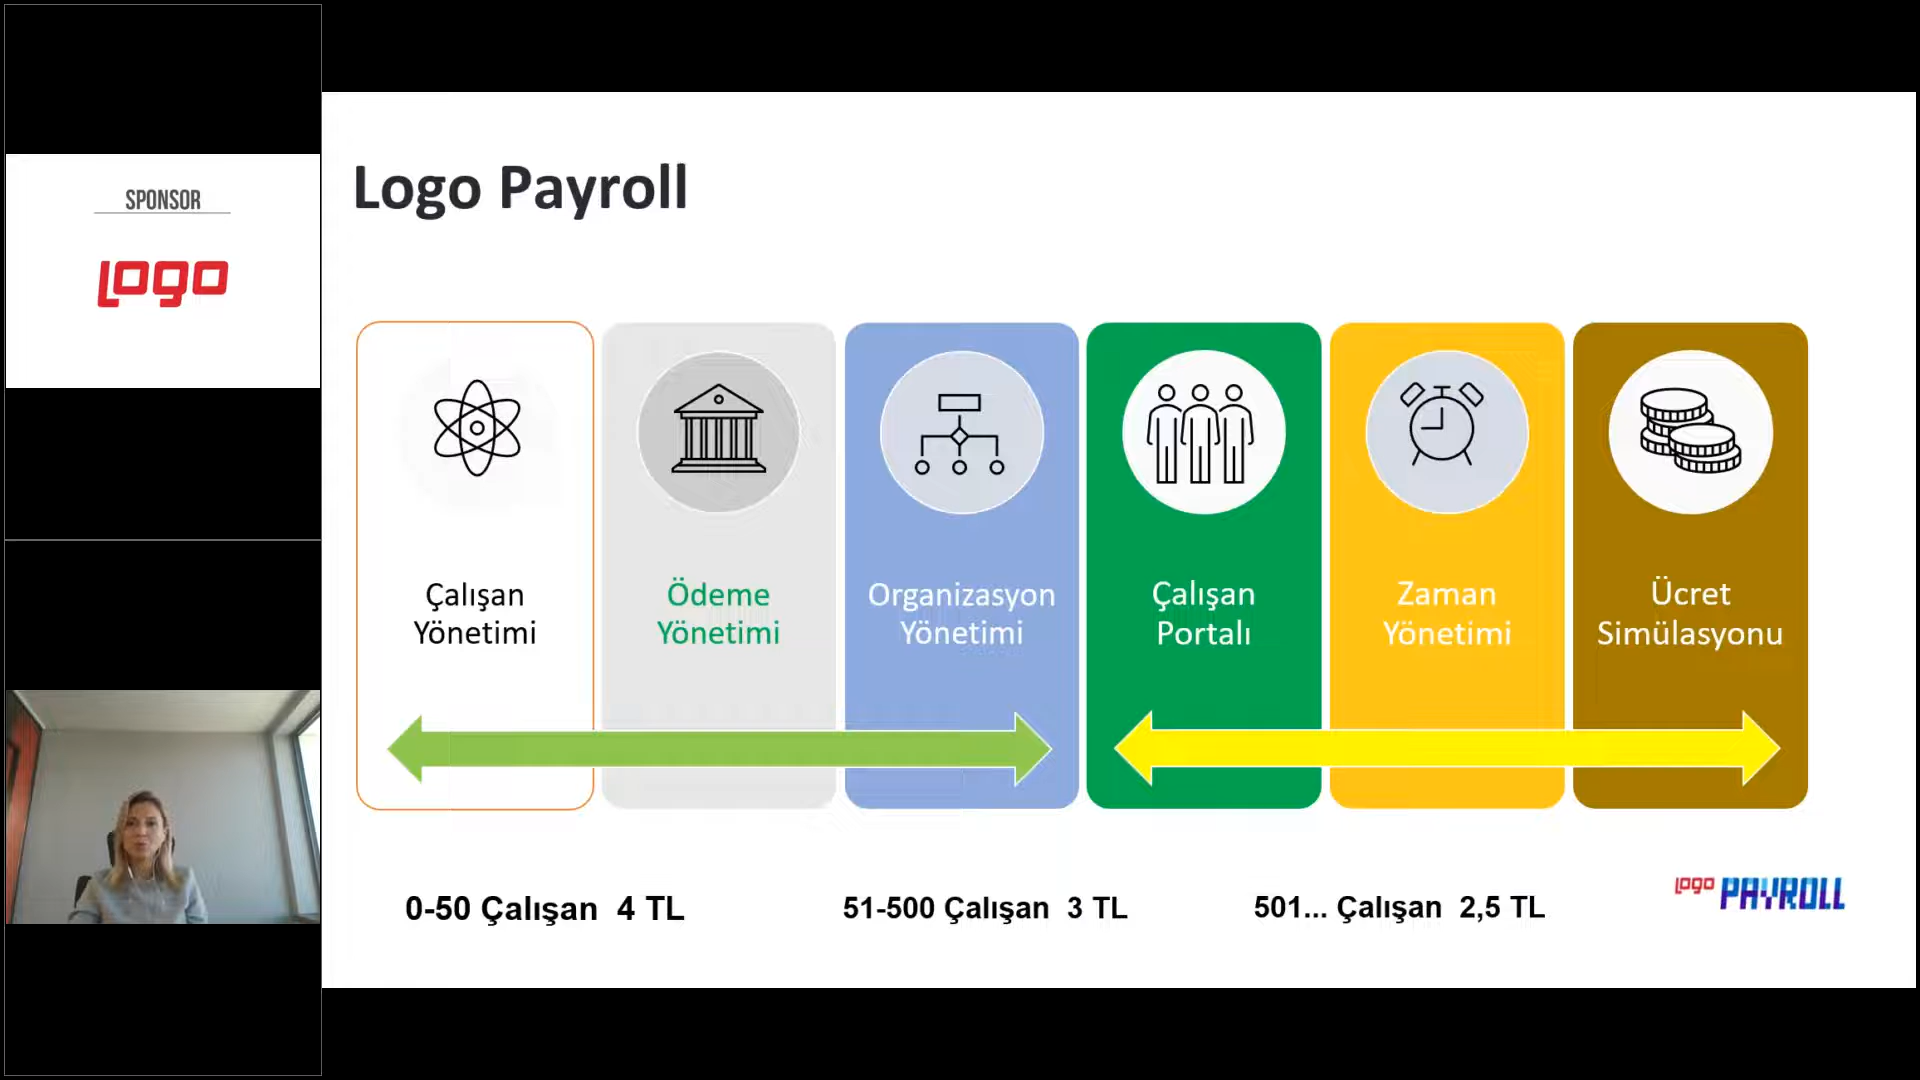 SPONSOR
Logo
Logo Payroll
Çalışan
Yönetimi
Ödeme
Yönetimi
Organizasyon
Yönetimi
Çalışan
Portalı
Zaman
Yönetimi
Ücret
Simülasyonu
0-50 Çalışan 4 TL
51-500 Çalışan 3 TL
501... Çalışan 2,5 TL
Logo PAYROLL